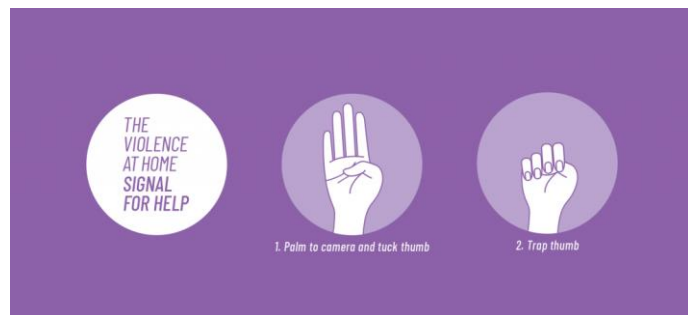 THE
VIOLENCE
AT HOME
SIGNAL
FOR HELP
1. Palm to camera and tuck thumb
2. Trap thumb